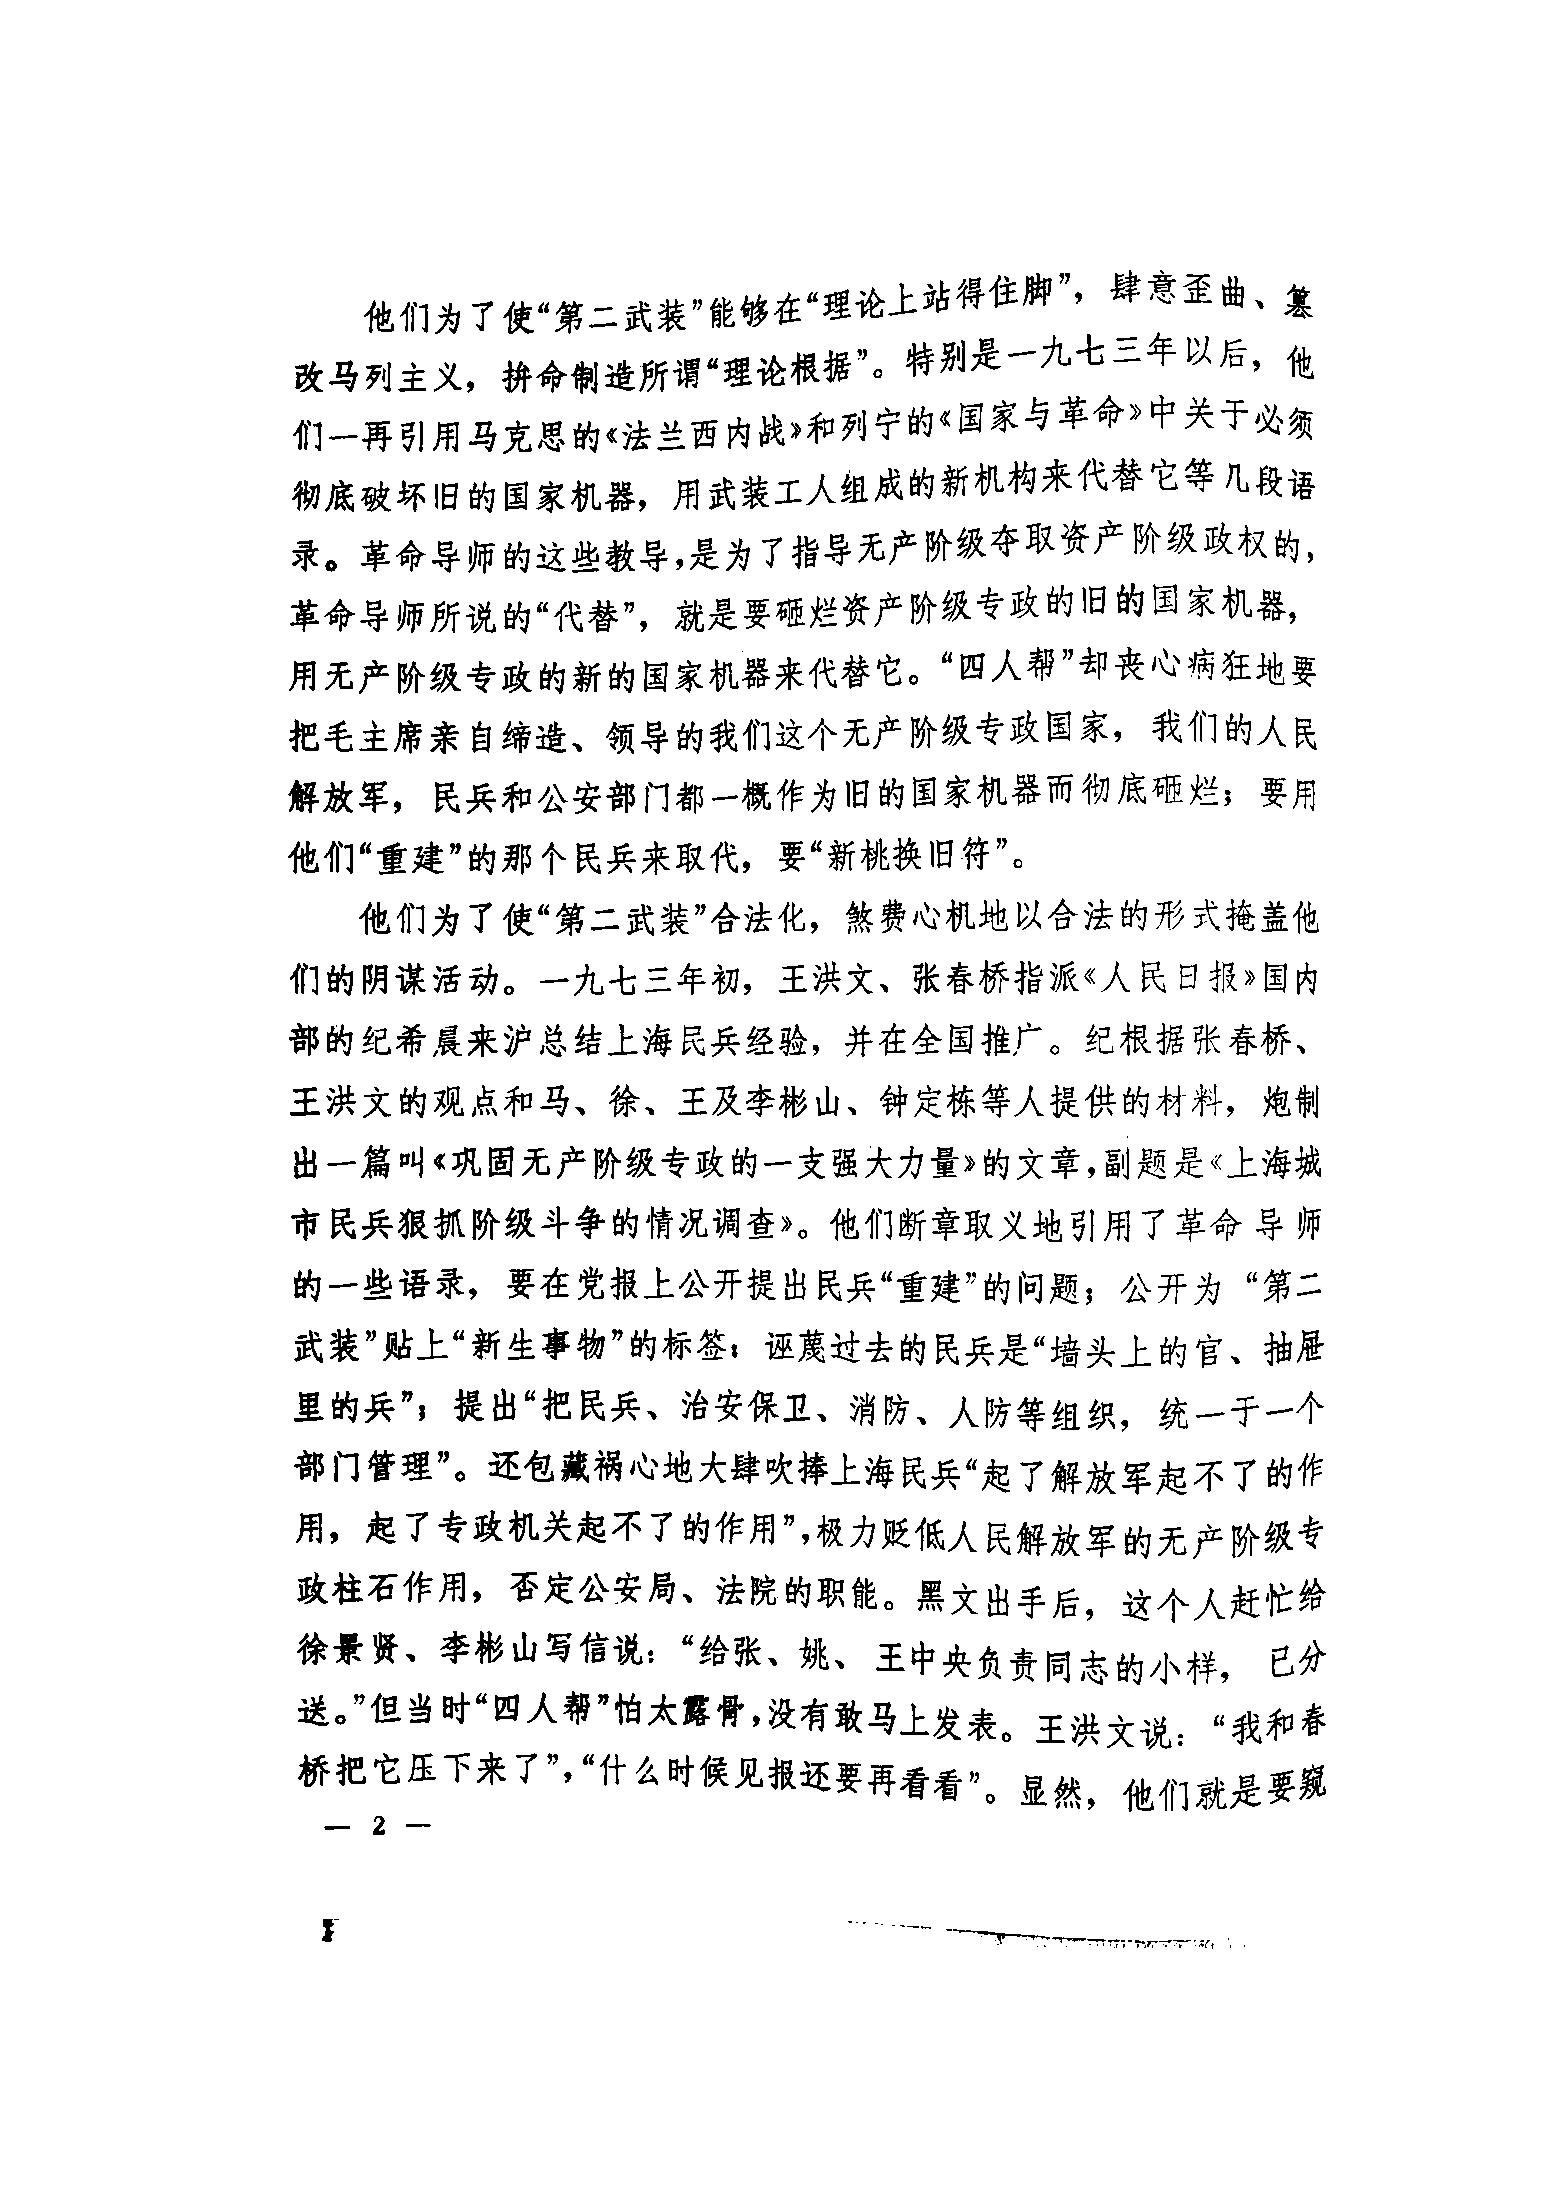 他们为了使“第二武装”能够在“理论上站得住脚”，肆意歪曲、篡
改马列主义，拚命制造所谓“理论根据”。特别是一九七三年以后，他
们一再引用马克思的《法兰西内战》和列宁的《国家与革命》中关于必须
彻底破坏旧的国家机器，用武装工人组成的新机构来代替它等几段语
录。革命导师的这些教导，是为了指导无产阶级夺取资产阶级政权的，
革命导师所说的“代替”，就是要砸烂资产阶级专政的旧的国家机器，
用无产阶级专政的新的国家机器来代替它。“四人帮”却丧心病狂地要
把毛主席亲自缔造、领导的我们这个无产阶级专政国家，我们的人民
解放军，民兵和公安部门都一概作为旧的国家机器而彻底砸烂；要用
他们“重建”的那个民兵来取代，要“新桃换旧符”。
他们为了使“第二武装”合法化，煞费心机地以合法的形式掩盖他
们的阴谋活动。一九七三年初，王洪文、张春桥指派《人民日报》国内
部的纪希晨来沪总结上海民兵经验，并在全国推广。纪根据张春桥、
王洪文的观点和马、徐、王及李彬山、钟定栋等人提供的材料，炮制
出一篇叫《巩固无产阶级专政的一支强大力量》的文章，副题是《上海城
市民兵狠抓阶级斗争的情况调查》。他们断章取义地引用了革命导师
的一些语录，要在党报上公开提出民兵“重建”的问题；公开为“第二
武装”贴上“新生事物”的标签；诬蔑过去的民兵是“墙头上的官、抽屉
里的兵”；提出“把民兵、治安保卫、消防、人防等组织，统一于一个
部门管理”。还包藏祸心地大肆吹捧上海民兵“起了解放军起不了的作
用，起了专政机关起不了的作用”，极力贬低人民解放军的无产阶级专
政柱石作用，否定公安局、法院的职能。黑文出手后，这个人赶忙给
徐景贤、李彬山写信说：“给张、姚、王中央负责同志的小样，已分
送。”但当时“四人帮”怕太露骨，没有敢马上发表。王洪文说：“我和春
桥把它压下来了”，“什么时候见报还要再看看”。显然，他们就是要窥
— 2 —